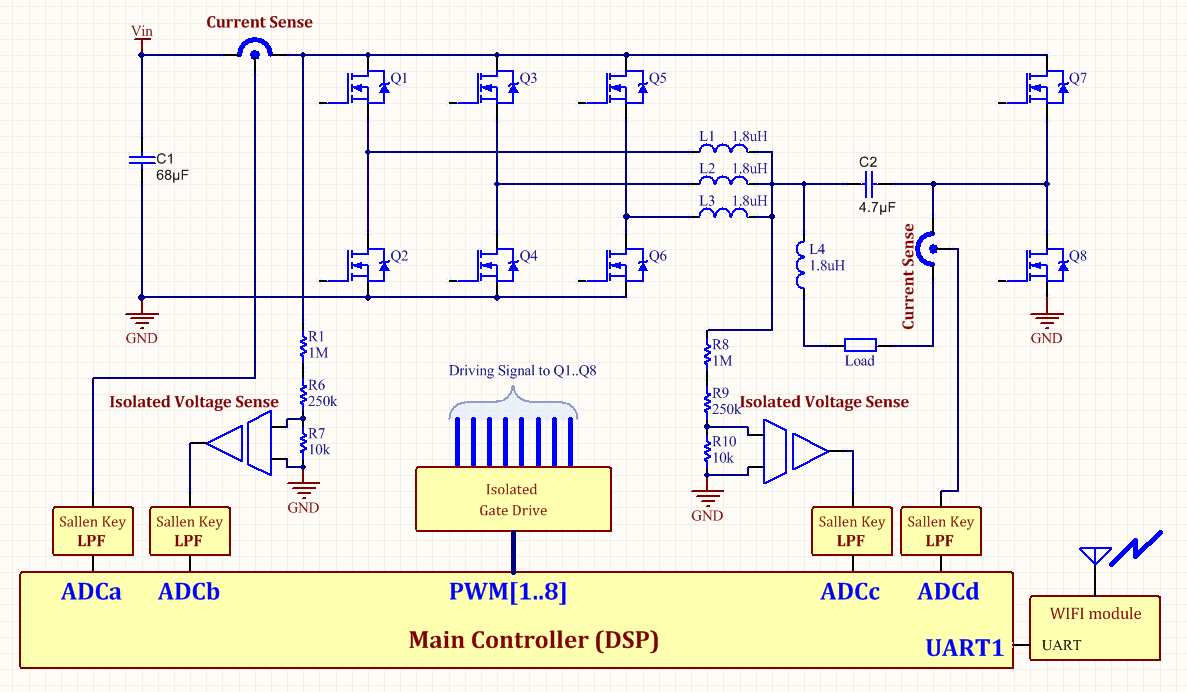 Current Sense
Vin
Q1
Q3
Q5
Q7
C1
68µF
L1 1.8uH
L2 1.8uH
L3 1.8uH
C2
4.7µF
Q2
Q4
Q6
L4
1.8uH
Current Sense
Q8
GND
GND
R1
1M
R8
1M
Load
Driving Signal to Q1..Q8
R6
250k
R9
250k
Isolated Voltage Sense
Isolated Voltage Sense
R7
10k
R10
10k
Isolated
Gate Drive
GND
GND
Sallen Key
LPF
Sallen Key
LPF
Sallen Key
LPF
Sallen Key
LPF
ADCa
ADCb
PWM[1..8]
ADCc
ADCd
Main Controller (DSP)
UART1
WIFI module
UART